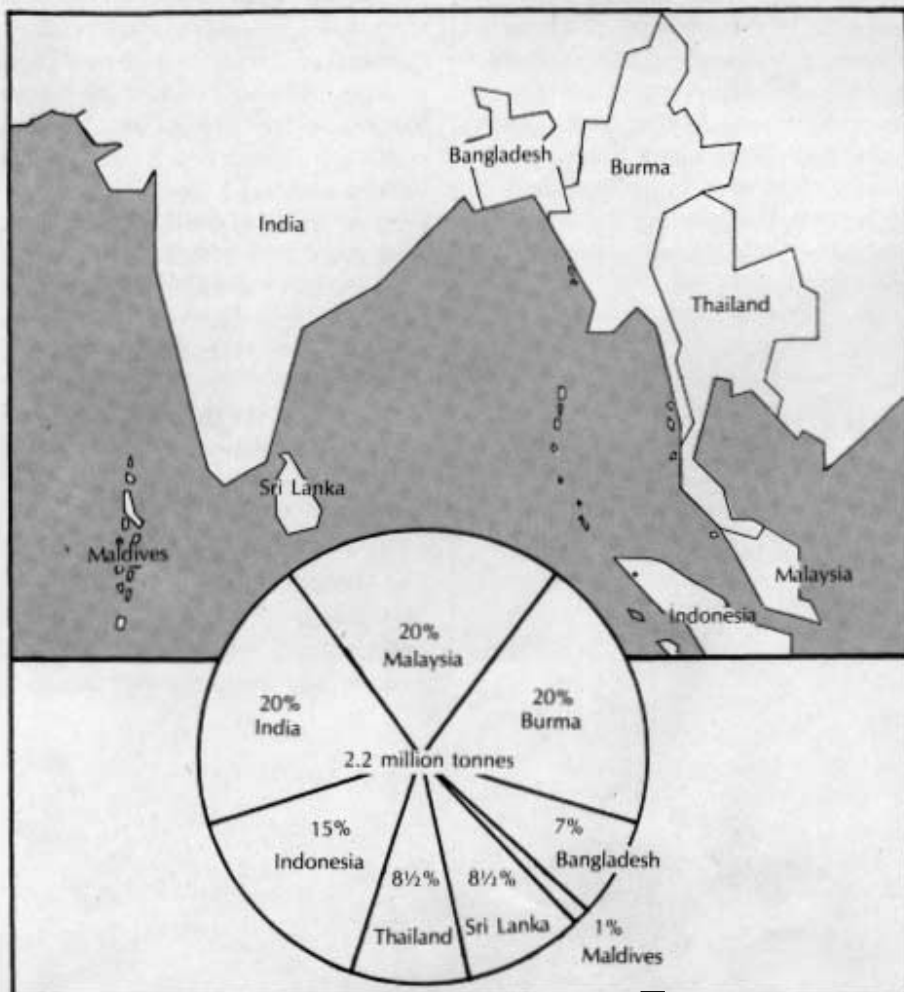 Bangladesh
Burma
India
Thailand
Sri Lanka
Maldives
Malaysia
Indonesia
20%
Malaysia
20%
India
20%
Burma
2.2 million tonnes
15%
Indonesia
7%
Bangladesh
8½%
Thailand
8½%
Sri Lanka
1%
Maldives